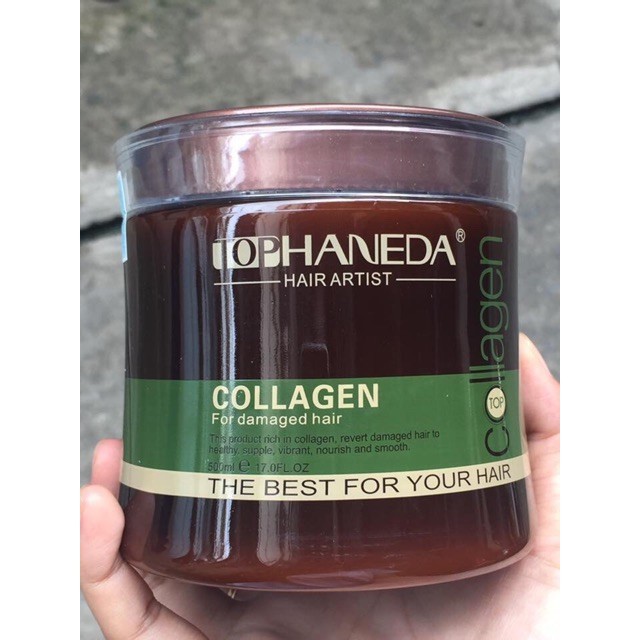 TOPHANEDA®
HAIR ARTIST
COLLAGEN
For damaged hair
This product rich in collagen, revert damaged hair to
healthy, supple, vibrant, nourish and smooth.
500ml e 17.0FL.OZ
THE BEST FOR YOUR HAIR
Collagen
TOP